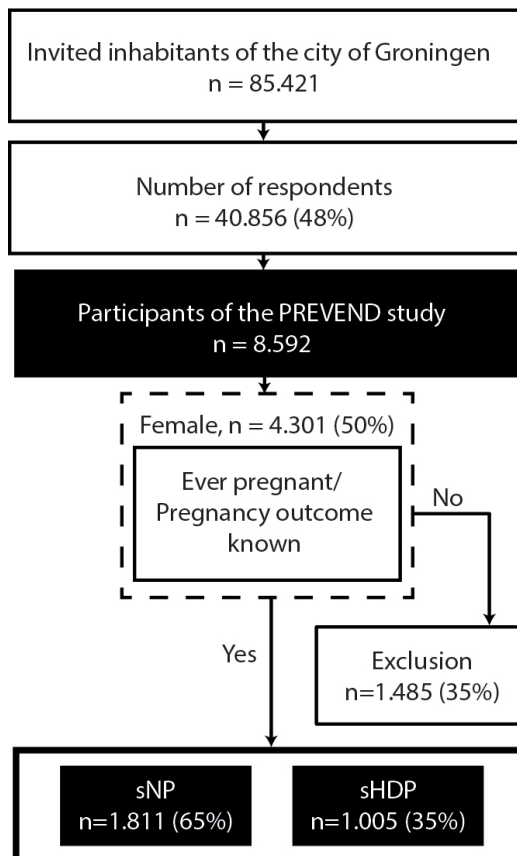 Invited inhabitants of the city of Groningen
n = 85.421
Number of respondents
n = 40.856 (48%)
Participants of the PREVEND study
n = 8.592
Female, n = 4.301 (50%)
Ever pregnant/
Pregnancy outcome
known
No
Yes
Exclusion
n=1.485 (35%)
sNP
n=1.811 (65%)
sHDP
n=1.005 (35%)